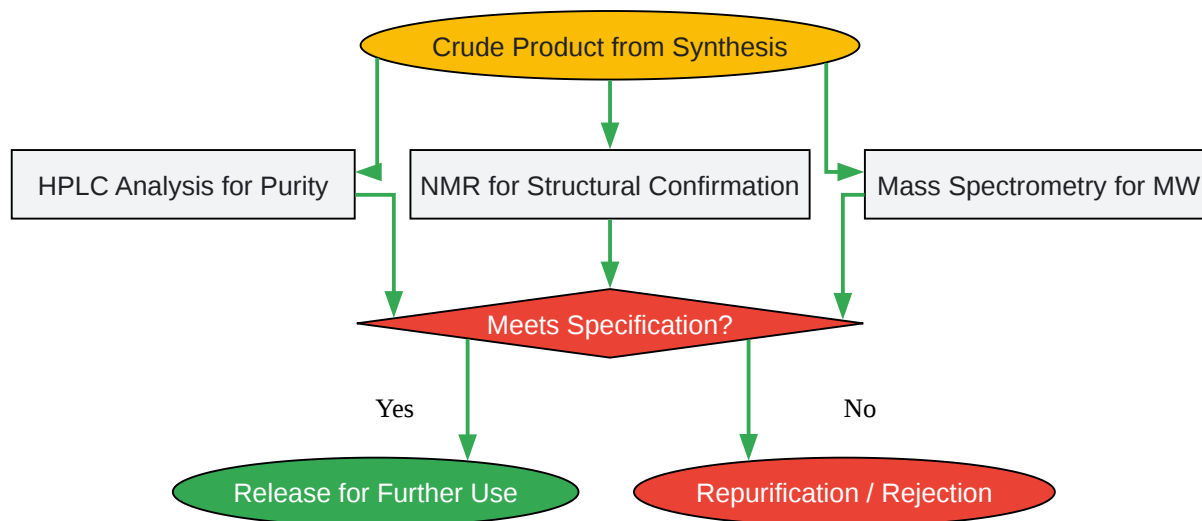 Crude Product from Synthesis
HPLC Analysis for Purity
NMR for Structural Confirmation
Mass Spectrometry for MW
Meets Specification?
Yes
No
Release for Further Use
Repurification / Rejection